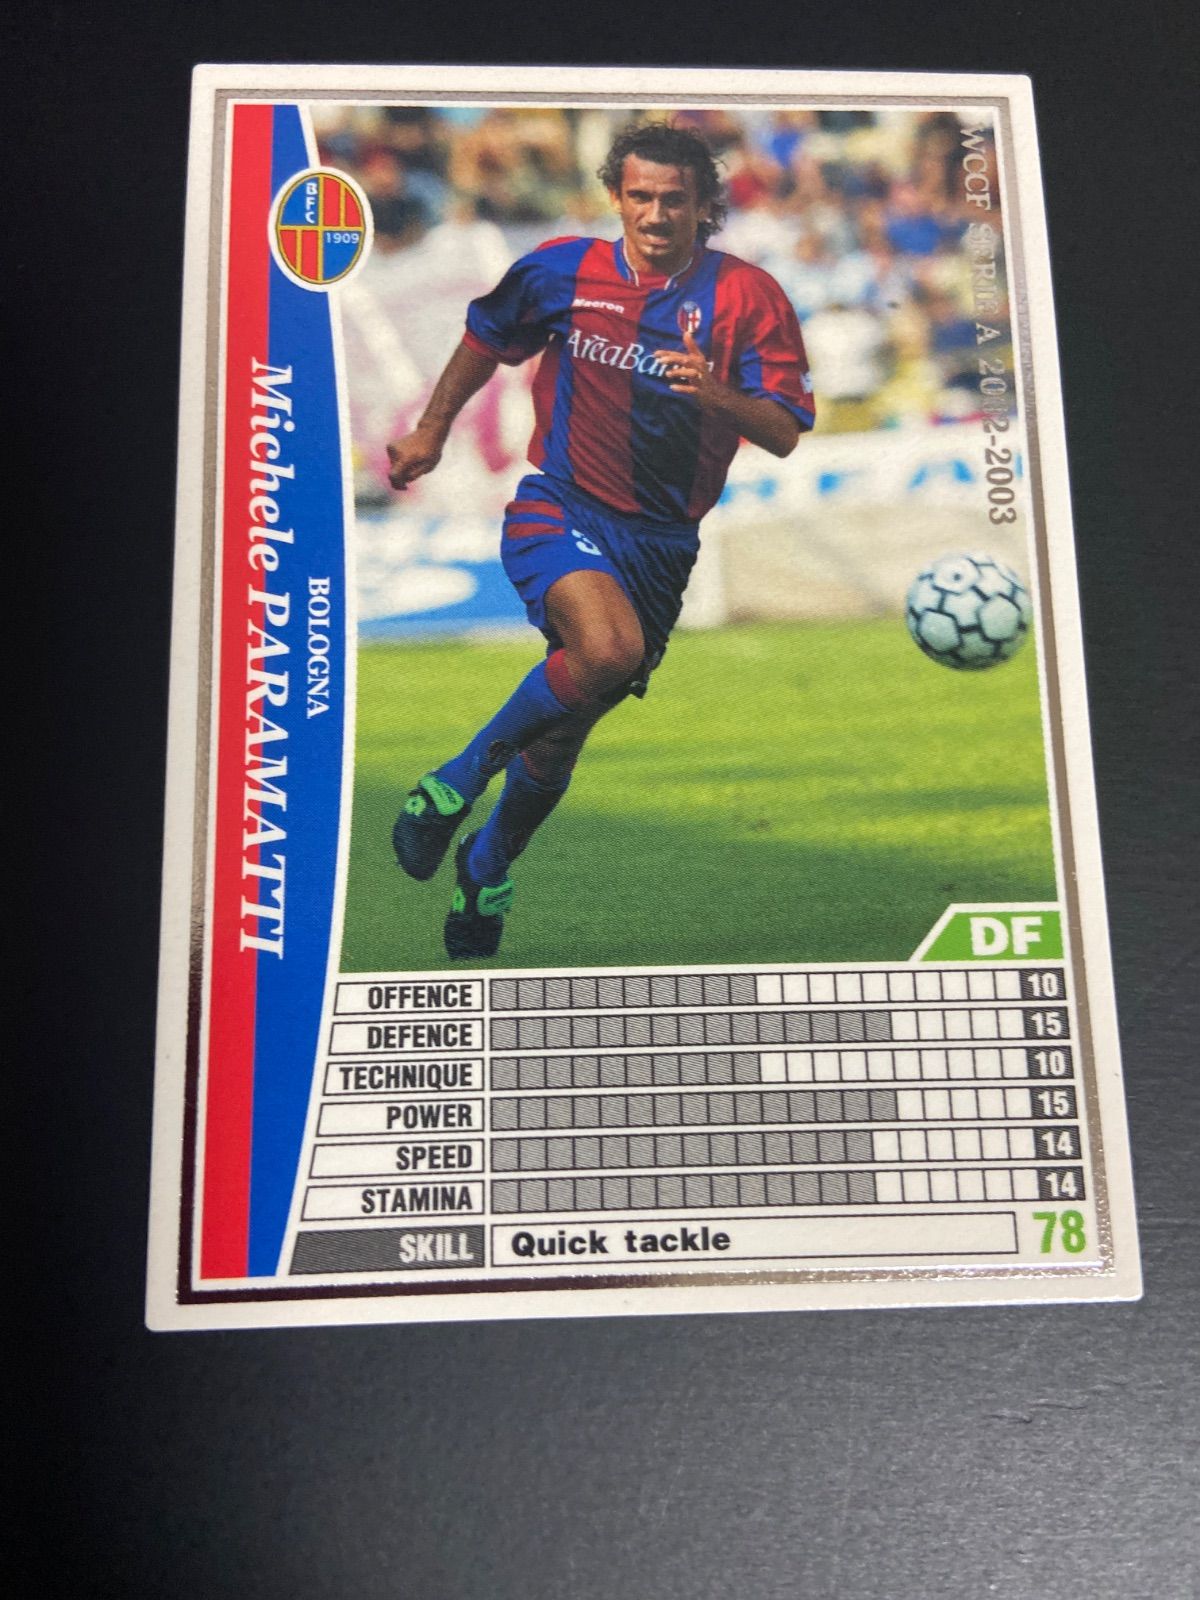 BFC
1909
Michele PARAMATTI
BOLOGNA
WCCF SERIE A 2002-2003
Macron
3
DF
OFFENCE 10
DEFENCE 15
TECHNIQUE 10
POWER 15
SPEED 14
STAMINA 14
SKILL Quick tackle 78